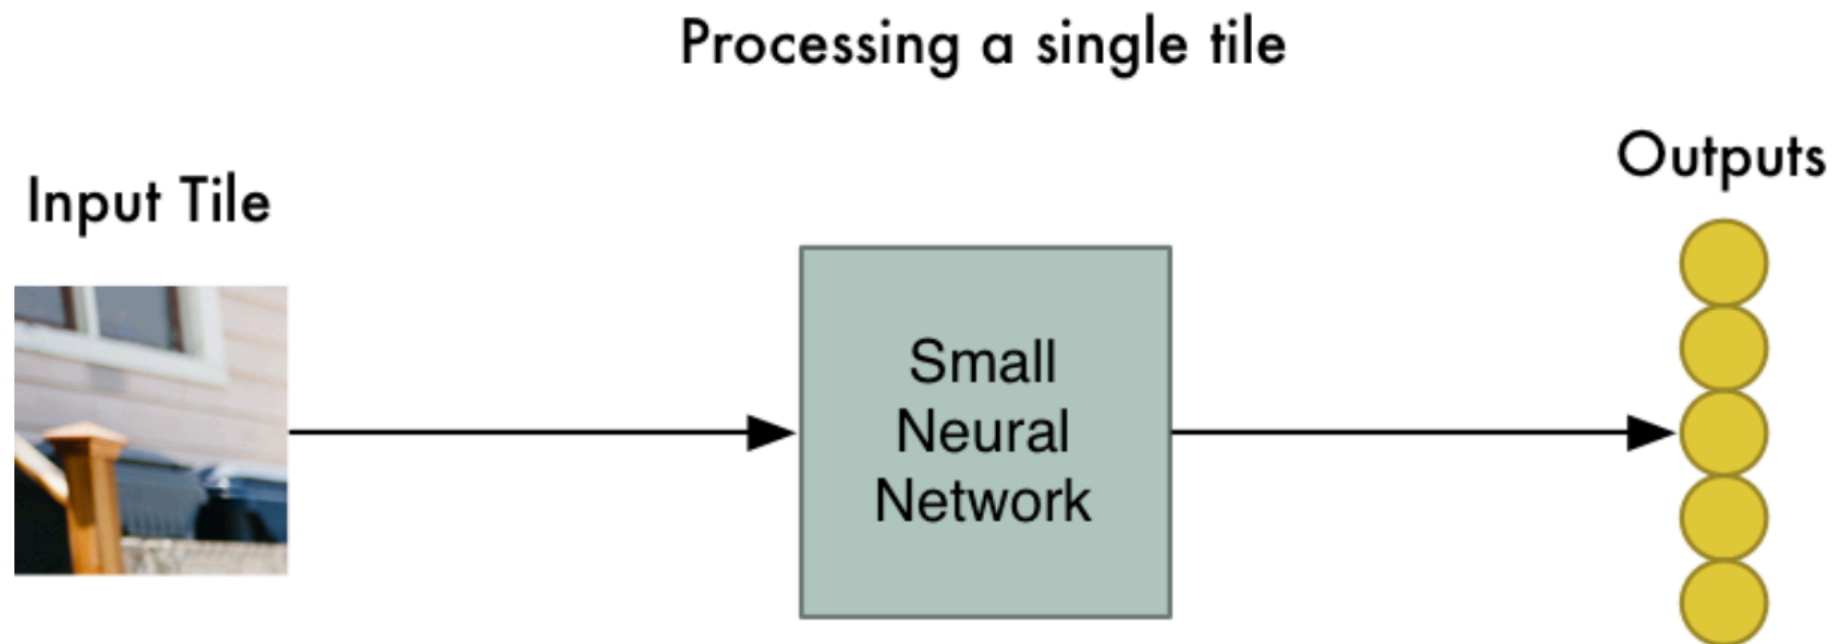 Processing a single tile
Input Tile
Outputs
Small
Neural
Network